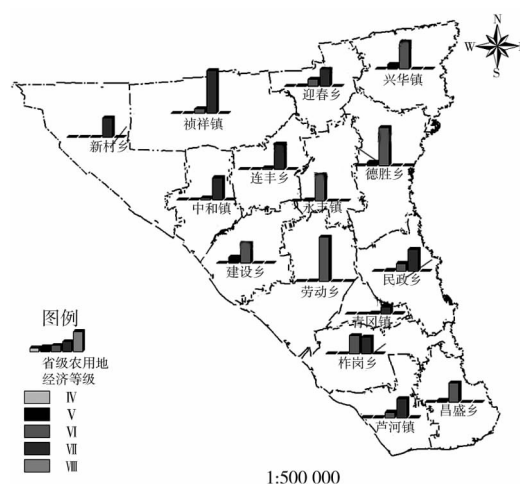 N
W
S
兴华镇
迎春乡
祯祥镇
新村乡
连丰乡
德胜乡
中和镇
永丰镇
建设乡
劳动乡
民政乡
青冈镇
柞岗乡
昌盛乡
芦河镇
图例
省级农用地
经济等级
Ⅳ
Ⅴ
Ⅵ
Ⅶ
Ⅷ
1:500 000